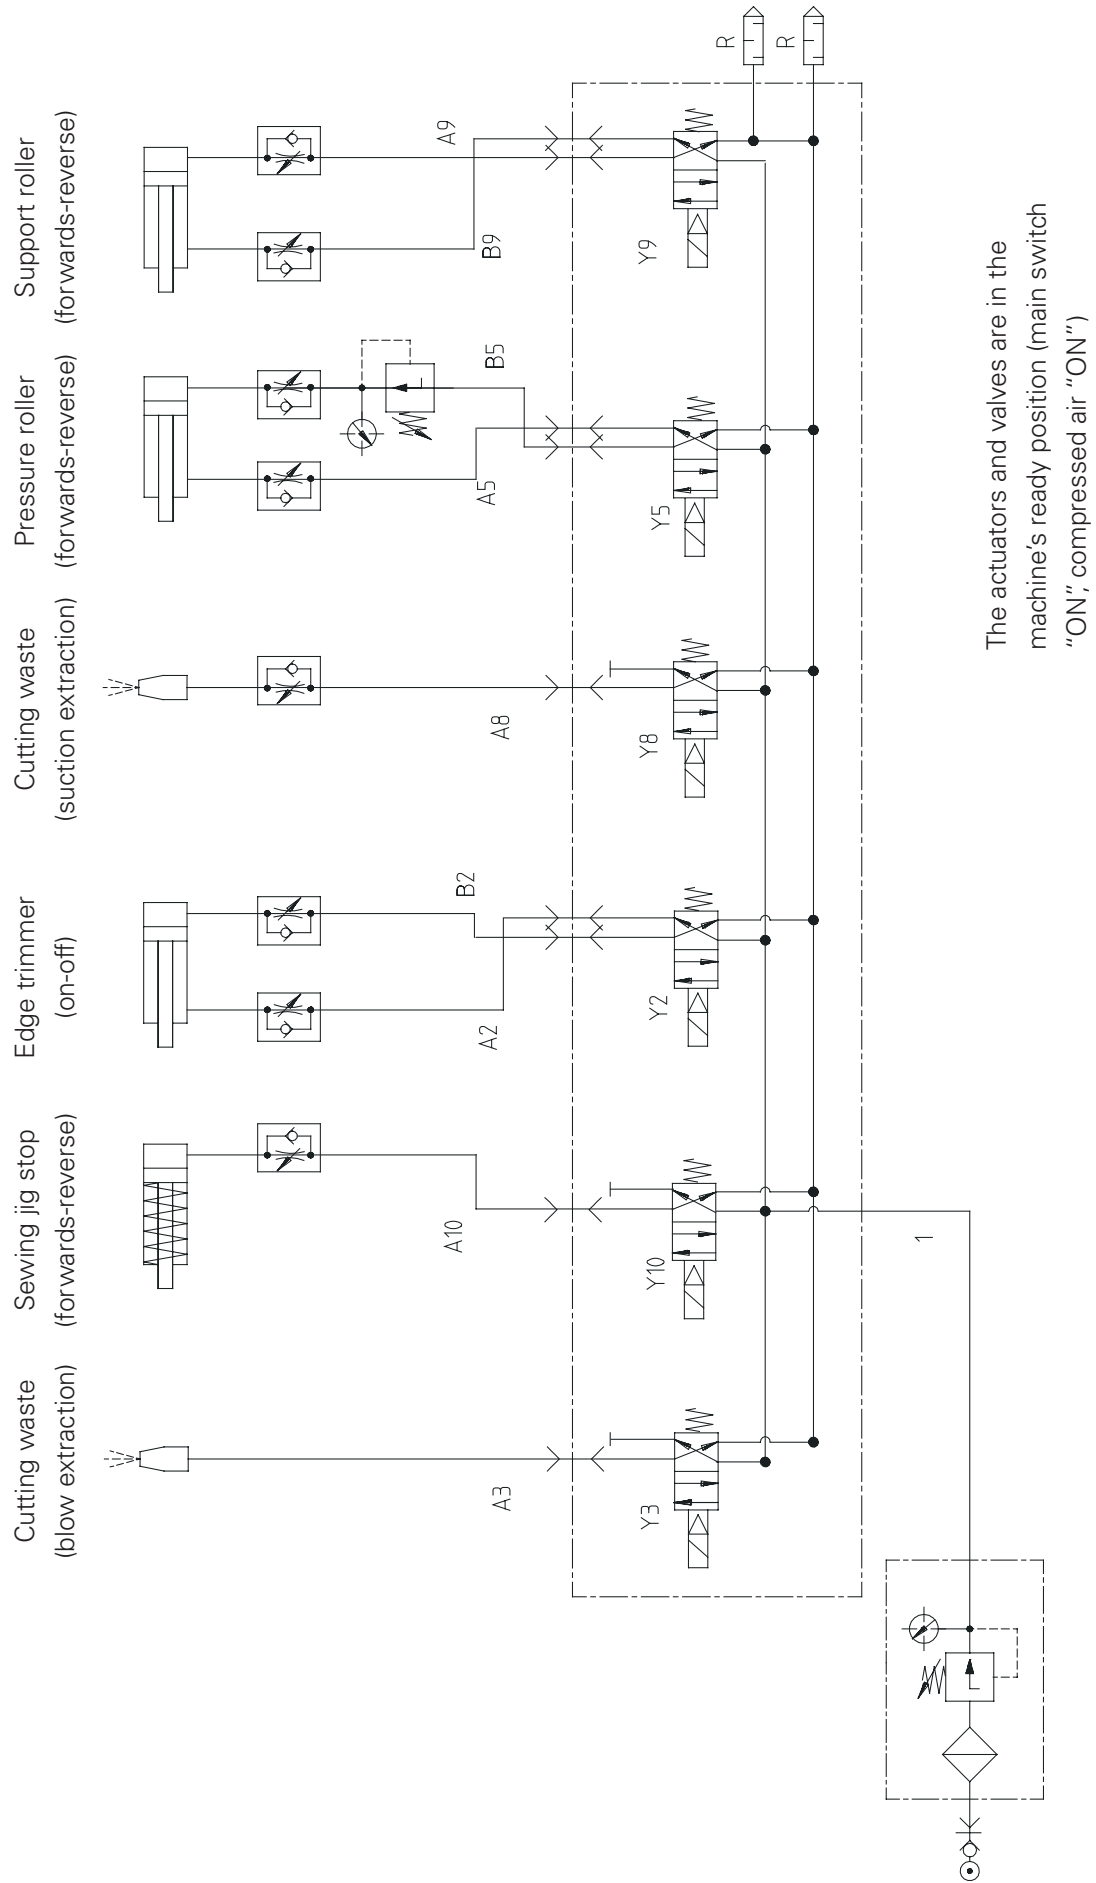 Cutting waste
(blow extraction)
Sewing jig stop
(forwards-reverse)
Edge trimmer
(on-off)
Cutting waste
(suction extraction)
Pressure roller
(forwards-reverse)
Support roller
(forwards-reverse)
A3
A10
A2
B2
A8
A5
B5
B9
A9
Y3
Y10
Y2
Y8
Y5
Y9
R
R
1
The actuators and valves are in the
machine’s ready position (main switch
“ON”, compressed air “ON”)